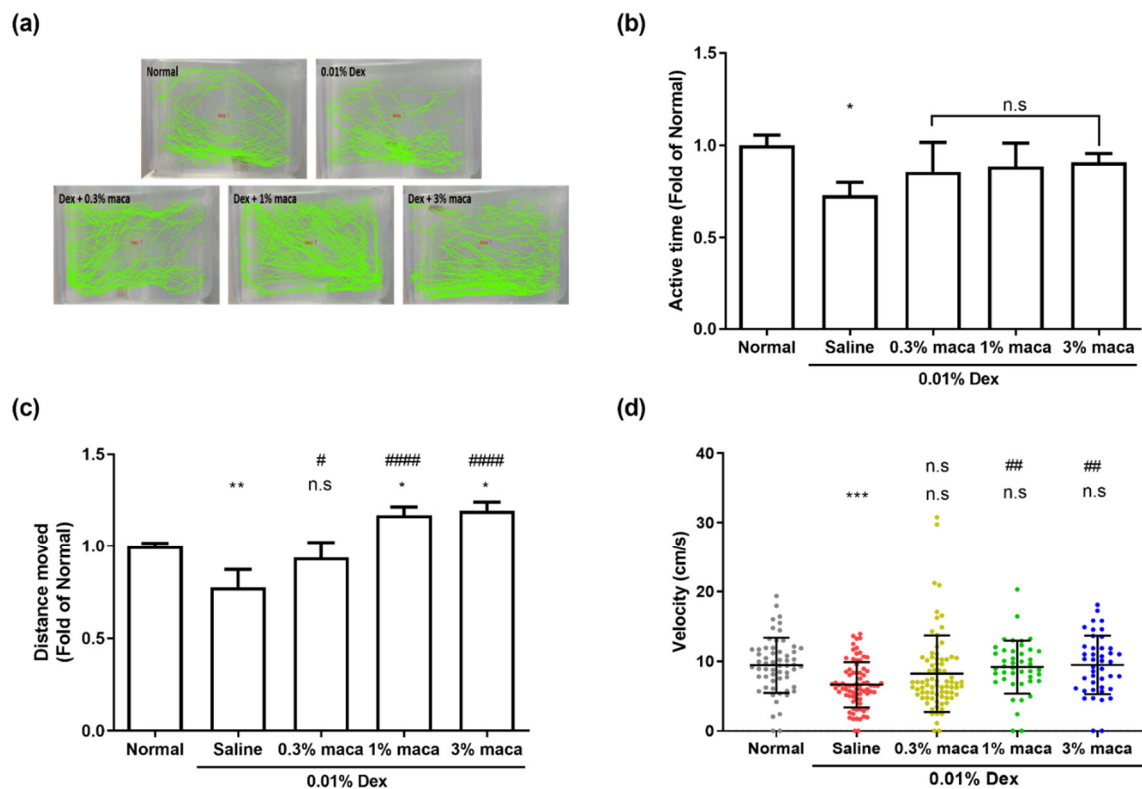 (a)
Normal
0.01% Dex
Dex + 0.3% maca
Dex + 1% maca
Dex + 3% maca
(b)
Active time (Fold of Normal)
1.5
1.0
0.5
0.0
*
n.s
Normal Saline 0.3% maca 1% maca 3% maca
0.01% Dex
(c)
Distance moved
(Fold of Normal)
1.5
1.0
0.5
0.0
# #### ####
** n.s * *
Normal Saline 0.3% maca 1% maca 3% maca
0.01% Dex
(d)
Velocity (cm/s)
40
30
20
10
0
n.s ## ##
*** n.s n.s n.s
Normal Saline 0.3% maca 1% maca 3% maca
0.01% Dex